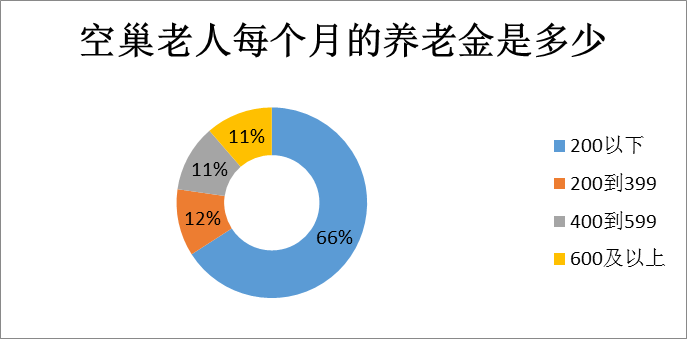 空巢老人每个月的养老金是多少
11%
11%
12%
66%
200以下
200到399
400到599
600及以上